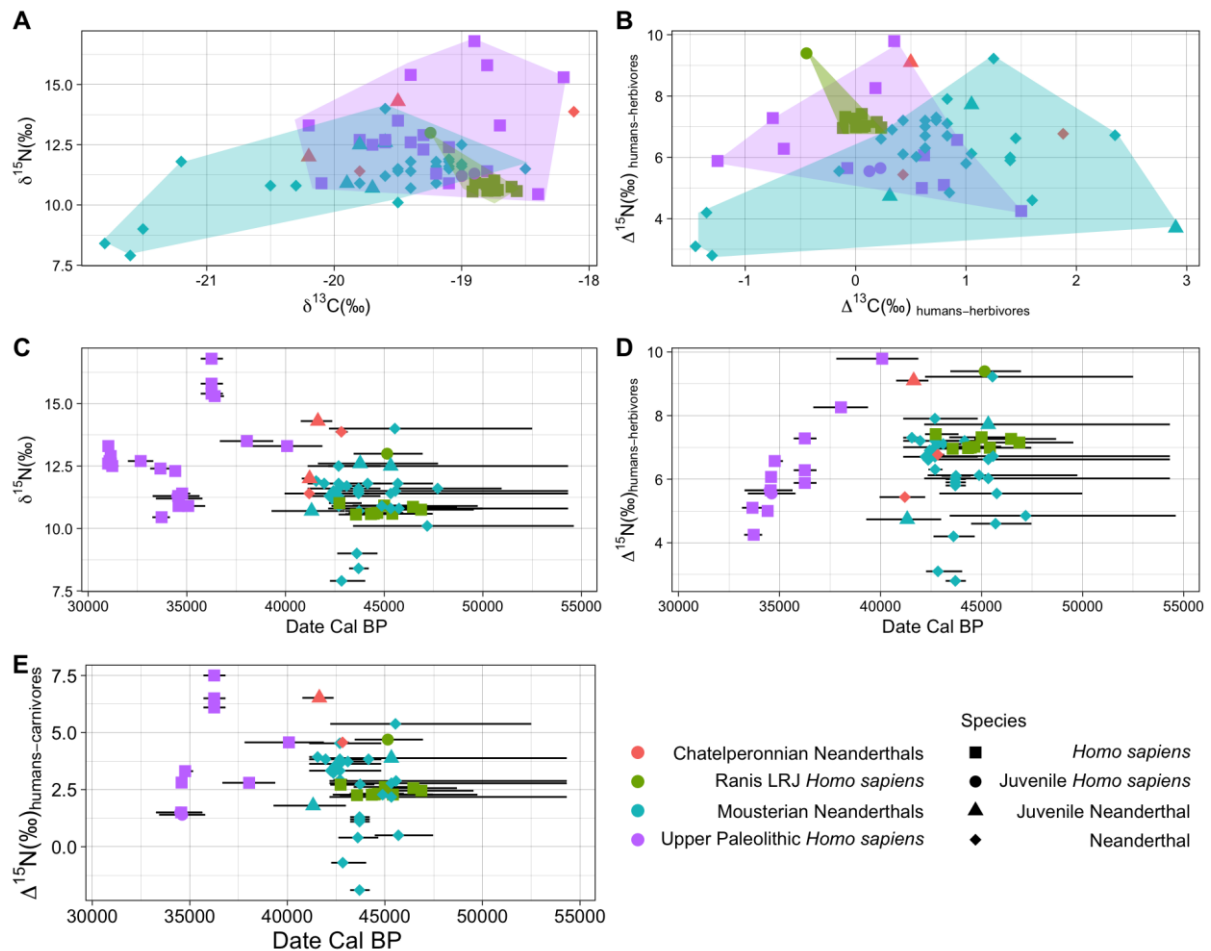 A
15.0
12.5
10.0
7.5
δ15N(‰)
-21
-20
-19
-18
δ13C(‰)
B
10
8
6
4
Δ15N(‰) humans−herbivores
-1
0
1
2
3
Δ13C(‰) humans−herbivores
C
15.0
12.5
10.0
7.5
δ15N(‰)
30000
35000
40000
45000
50000
55000
Date Cal BP
D
10
8
6
4
Δ15N(‰)humans−herbivores
30000
35000
40000
45000
50000
55000
Date Cal BP
E
7.5
5.0
2.5
0.0
Δ15N(‰)humans−carnivores
30000
35000
40000
45000
50000
55000
Date Cal BP
Chatelperonnian Neanderthals
Ranis LRJ Homo sapiens
Mousterian Neanderthals
Upper Paleolithic Homo sapiens
Species
Homo sapiens
Juvenile Homo sapiens
Juvenile Neanderthal
Neanderthal